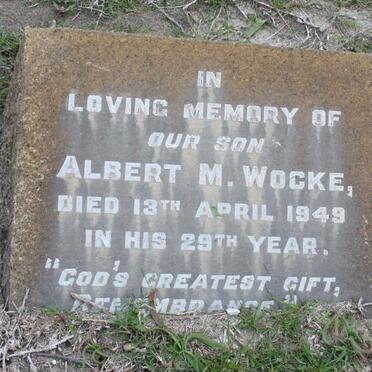 IN
LOVING MEMORY OF
OUR SON
ALBERT M. WOCKE,
DIED 13TH APRIL 1949
IN HIS 29TH YEAR.
"GOD'S GREATEST GIFT,
REMEMBRANCE."